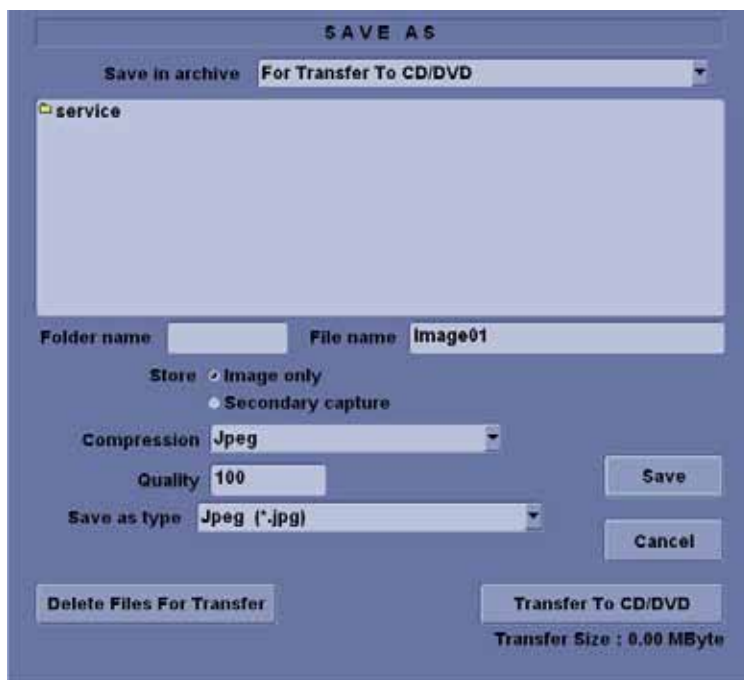 SAVE AS
Save in archive For Transfer To CD/DVD
service
Folder name File name Image01
Store Image only
Secondary capture
Compression Jpeg
Quality 100
Save
Save as type Jpeg (*.jpg)
Cancel
Delete Files For Transfer Transfer To CD/DVD
Transfer Size : 0.00 MByte